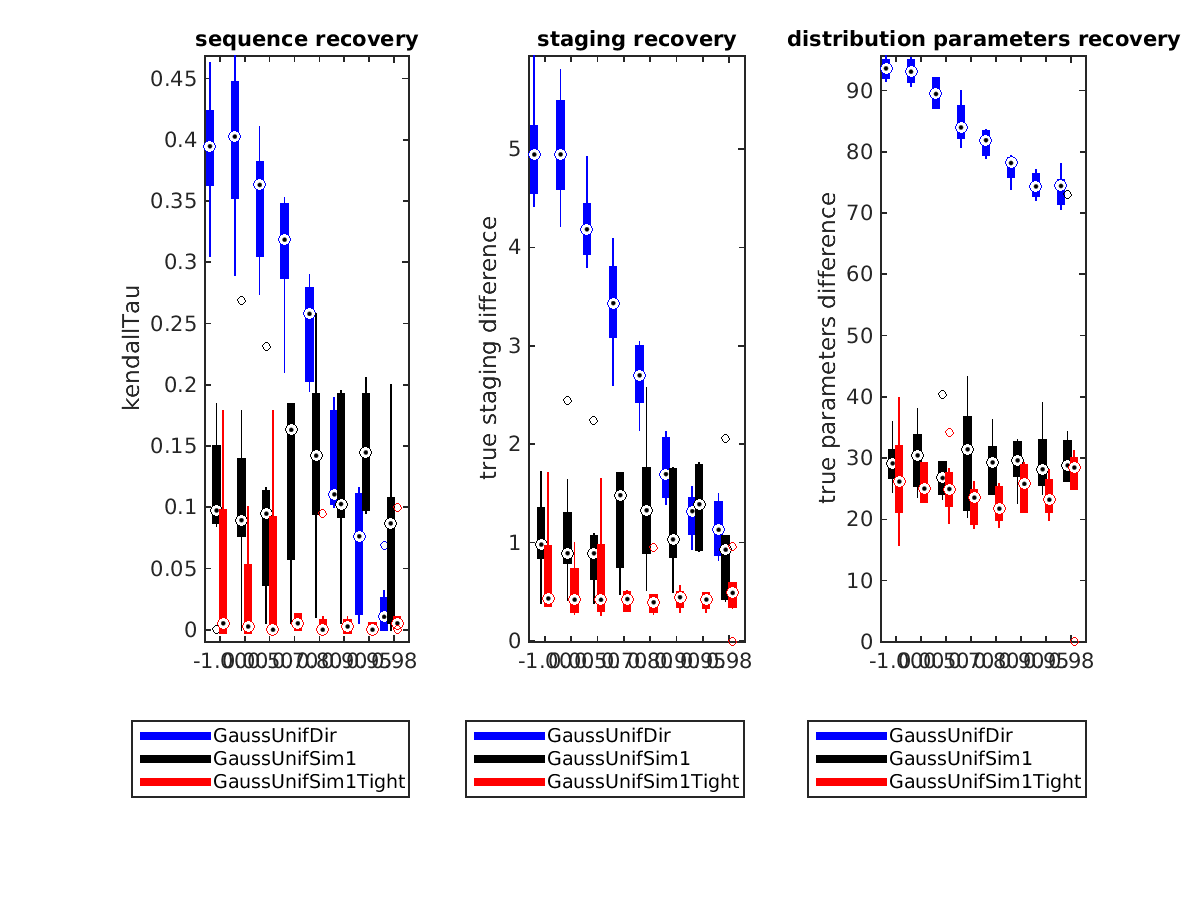 sequence recovery
staging recovery
distribution parameters recovery
kendallTau
0.45
0.4
0.35
0.3
0.25
0.2
0.15
0.1
0.05
0
true staging difference
5
4
3
2
1
0
true parameters difference
90
80
70
60
50
40
30
20
10
0
GaussUnifDir
GaussUnifSim1
GaussUnifSim1Tight
GaussUnifDir
GaussUnifSim1
GaussUnifSim1Tight
GaussUnifDir
GaussUnifSim1
GaussUnifSim1Tight